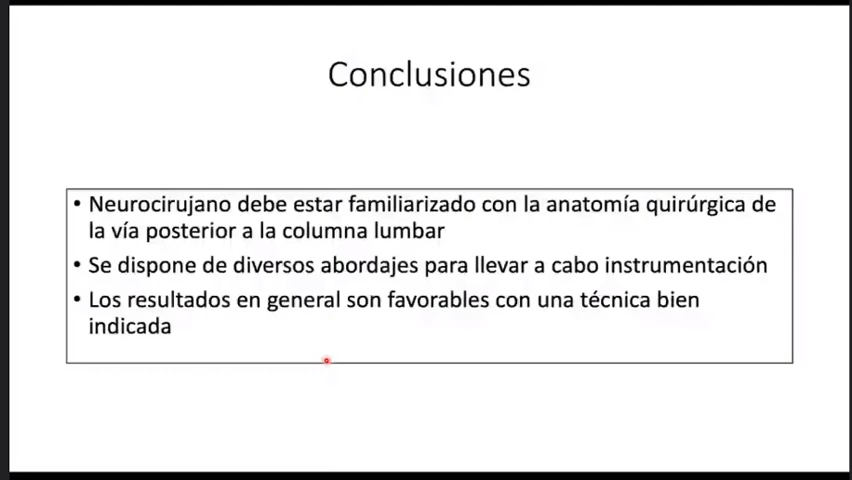 Conclusiones
• Neurocirujano debe estar familiarizado con la anatomía quirúrgica de
la vía posterior a la columna lumbar
• Se dispone de diversos abordajes para llevar a cabo instrumentación
• Los resultados en general son favorables con una técnica bien
indicada